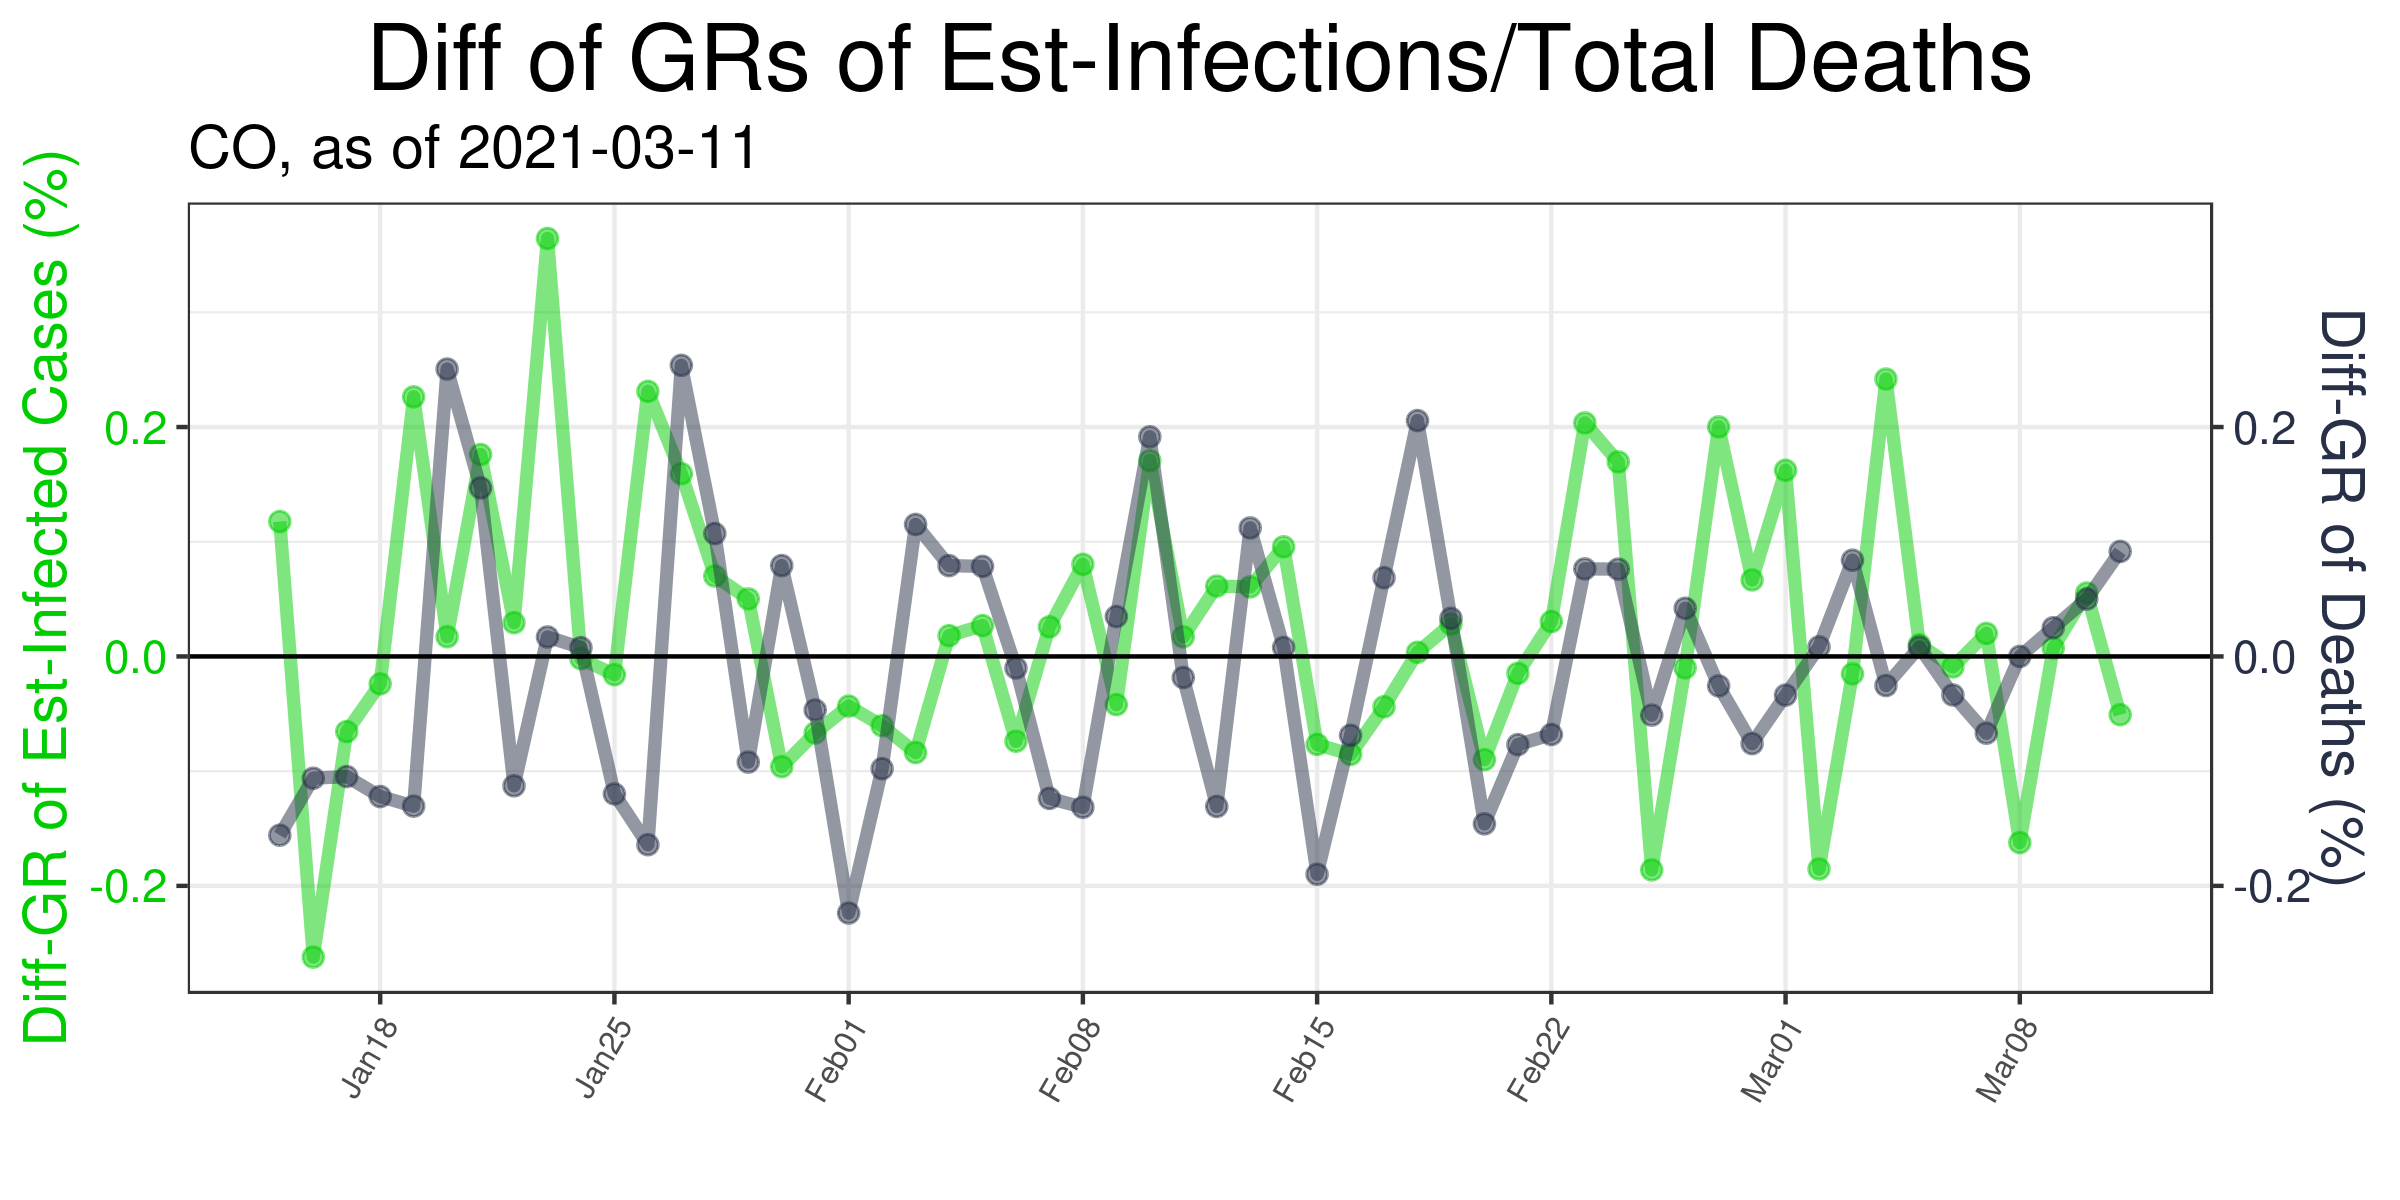 Diff of GRs of Est-Infections/Total Deaths
CO, as of 2021-03-11
Diff-GR of Est-Infected Cases (%)
0.2
0.0
-0.2
0.2
0.0
-0.2
Diff-GR of Deaths (%)
Jan18
Jan25
Feb01
Feb08
Feb15
Feb22
Mar01
Mar08